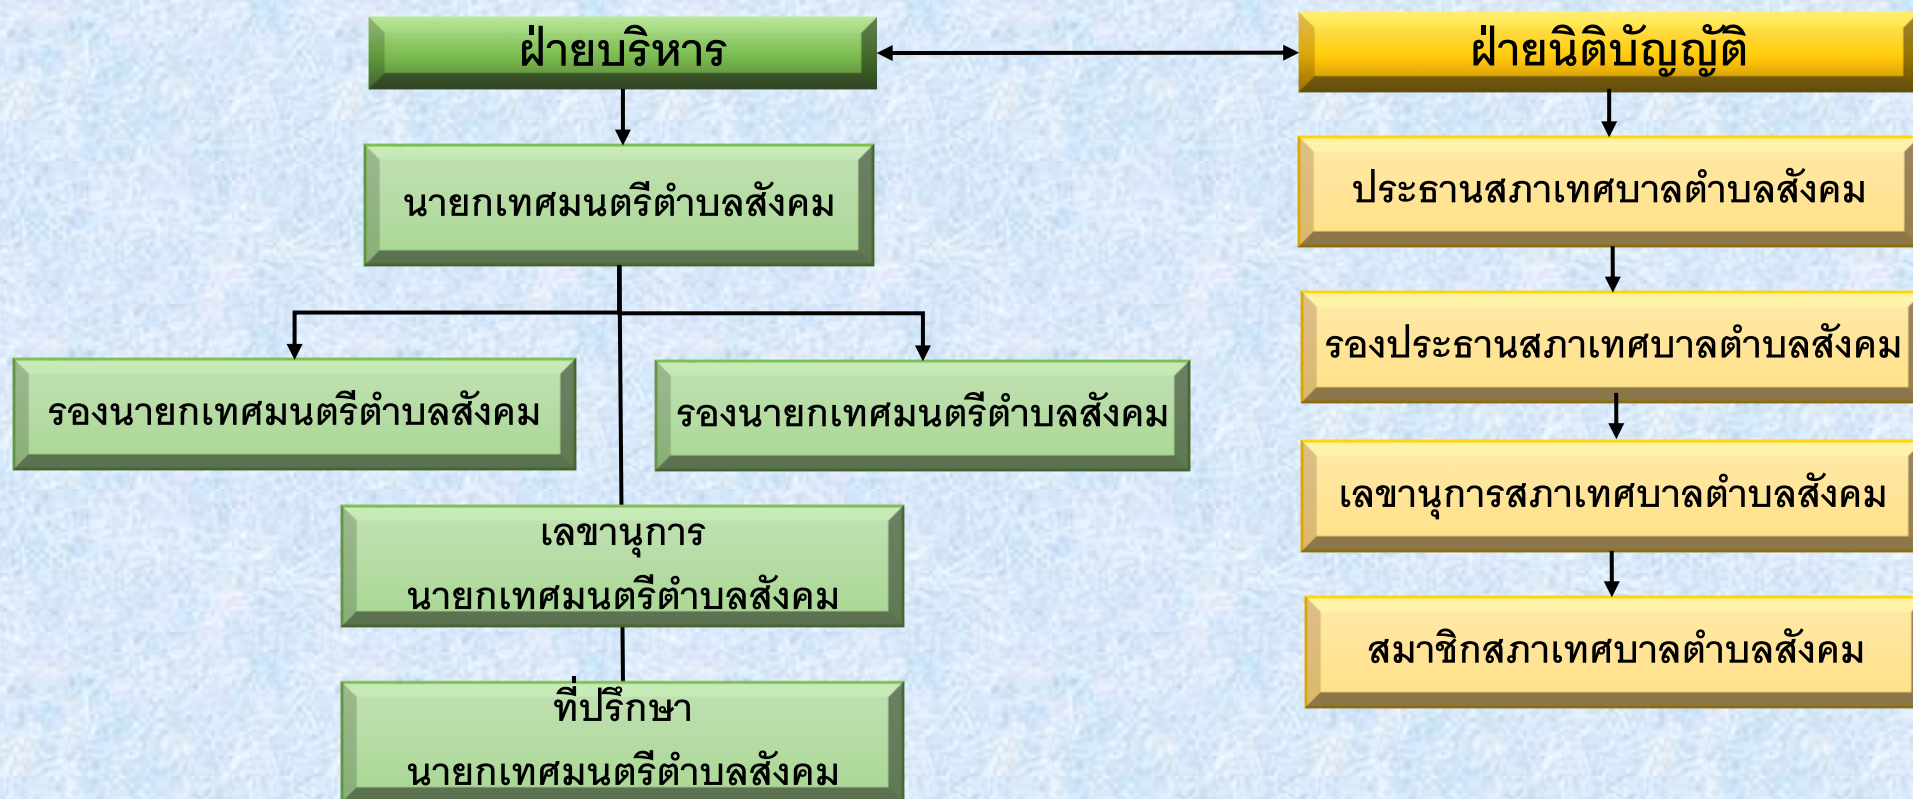 ฝ่ายบริหาร
นายกเทศมนตรีตำบลสังคม
รองนายกเทศมนตรีตำบลสังคม
รองนายกเทศมนตรีตำบลสังคม
เลขานุการ
นายกเทศมนตรีตำบลสังคม
ที่ปรึกษา
นายกเทศมนตรีตำบลสังคม
ฝ่ายนิติบัญญัติ
ประธานสภาเทศบาลตำบลสังคม
รองประธานสภาเทศบาลตำบลสังคม
เลขานุการสภาเทศบาลตำบลสังคม
สมาชิกสภาเทศบาลตำบลสังคม